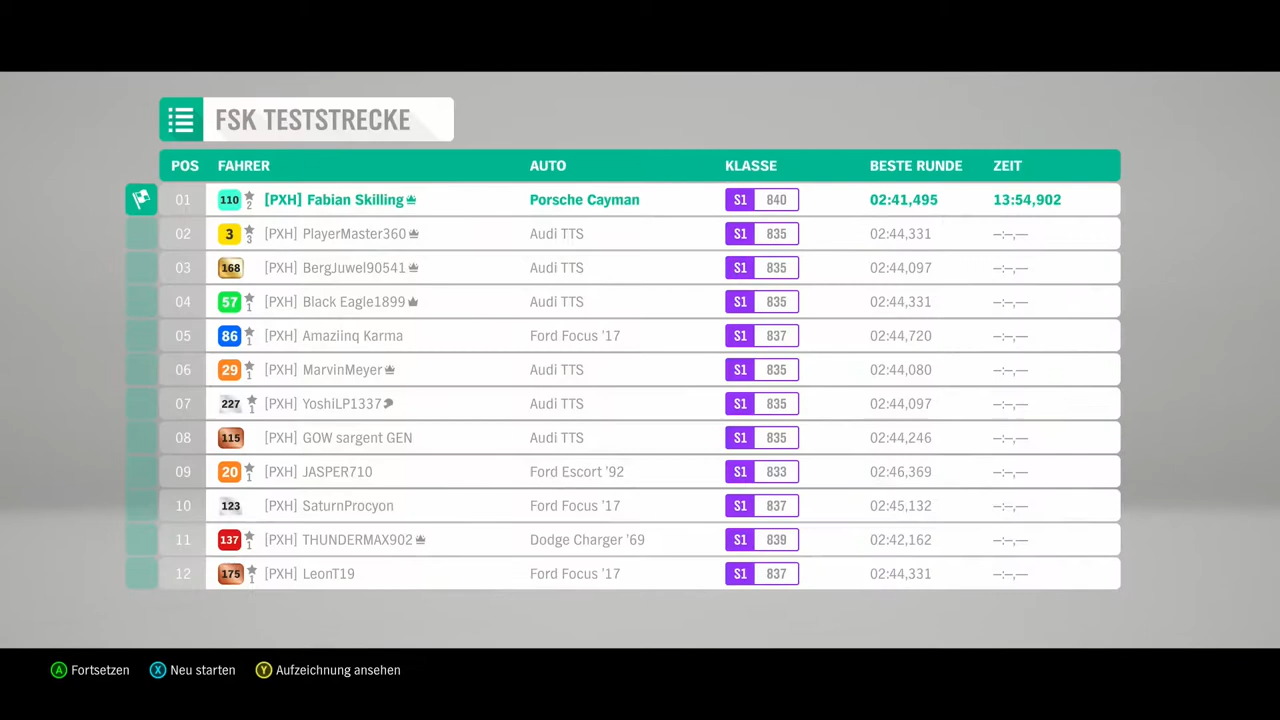 FSK TESTSTRECKE
POS FAHRER AUTO KLASSE BESTE RUNDE ZEIT
01 110 2 [PXH] Fabian Skilling Porsche Cayman S1 840 02:41,495 13:54,902
02 3 3 [PXH] PlayerMaster360 Audi TTS S1 835 02:44,331 –:–,––
03 168 [PXH] BergJuwel90541 Audi TTS S1 835 02:44,097 –:–,––
04 57 1 [PXH] Black Eagle1899 Audi TTS S1 835 02:44,331 –:–,––
05 86 1 [PXH] Amaziinq Karma Ford Focus '17 S1 837 02:44,720 –:–,––
06 29 1 [PXH] MarvinMeyer Audi TTS S1 835 02:44,080 –:–,––
07 227 1 [PXH] YoshiLP1337 Audi TTS S1 835 02:44,097 –:–,––
08 115 [PXH] GOW sargent GEN Audi TTS S1 835 02:44,246 –:–,––
09 20 1 [PXH] JASPER710 Ford Escort '92 S1 833 02:46,369 –:–,––
10 123 [PXH] SaturnProcyon Ford Focus '17 S1 837 02:45,132 –:–,––
11 137 1 [PXH] THUNDERMAX902 Dodge Charger '69 S1 839 02:42,162 –:–,––
12 175 1 [PXH] LeonT19 Ford Focus '17 S1 837 02:44,331 –:–,––
A Fortsetzen X Neu starten Y Aufzeichnung ansehen